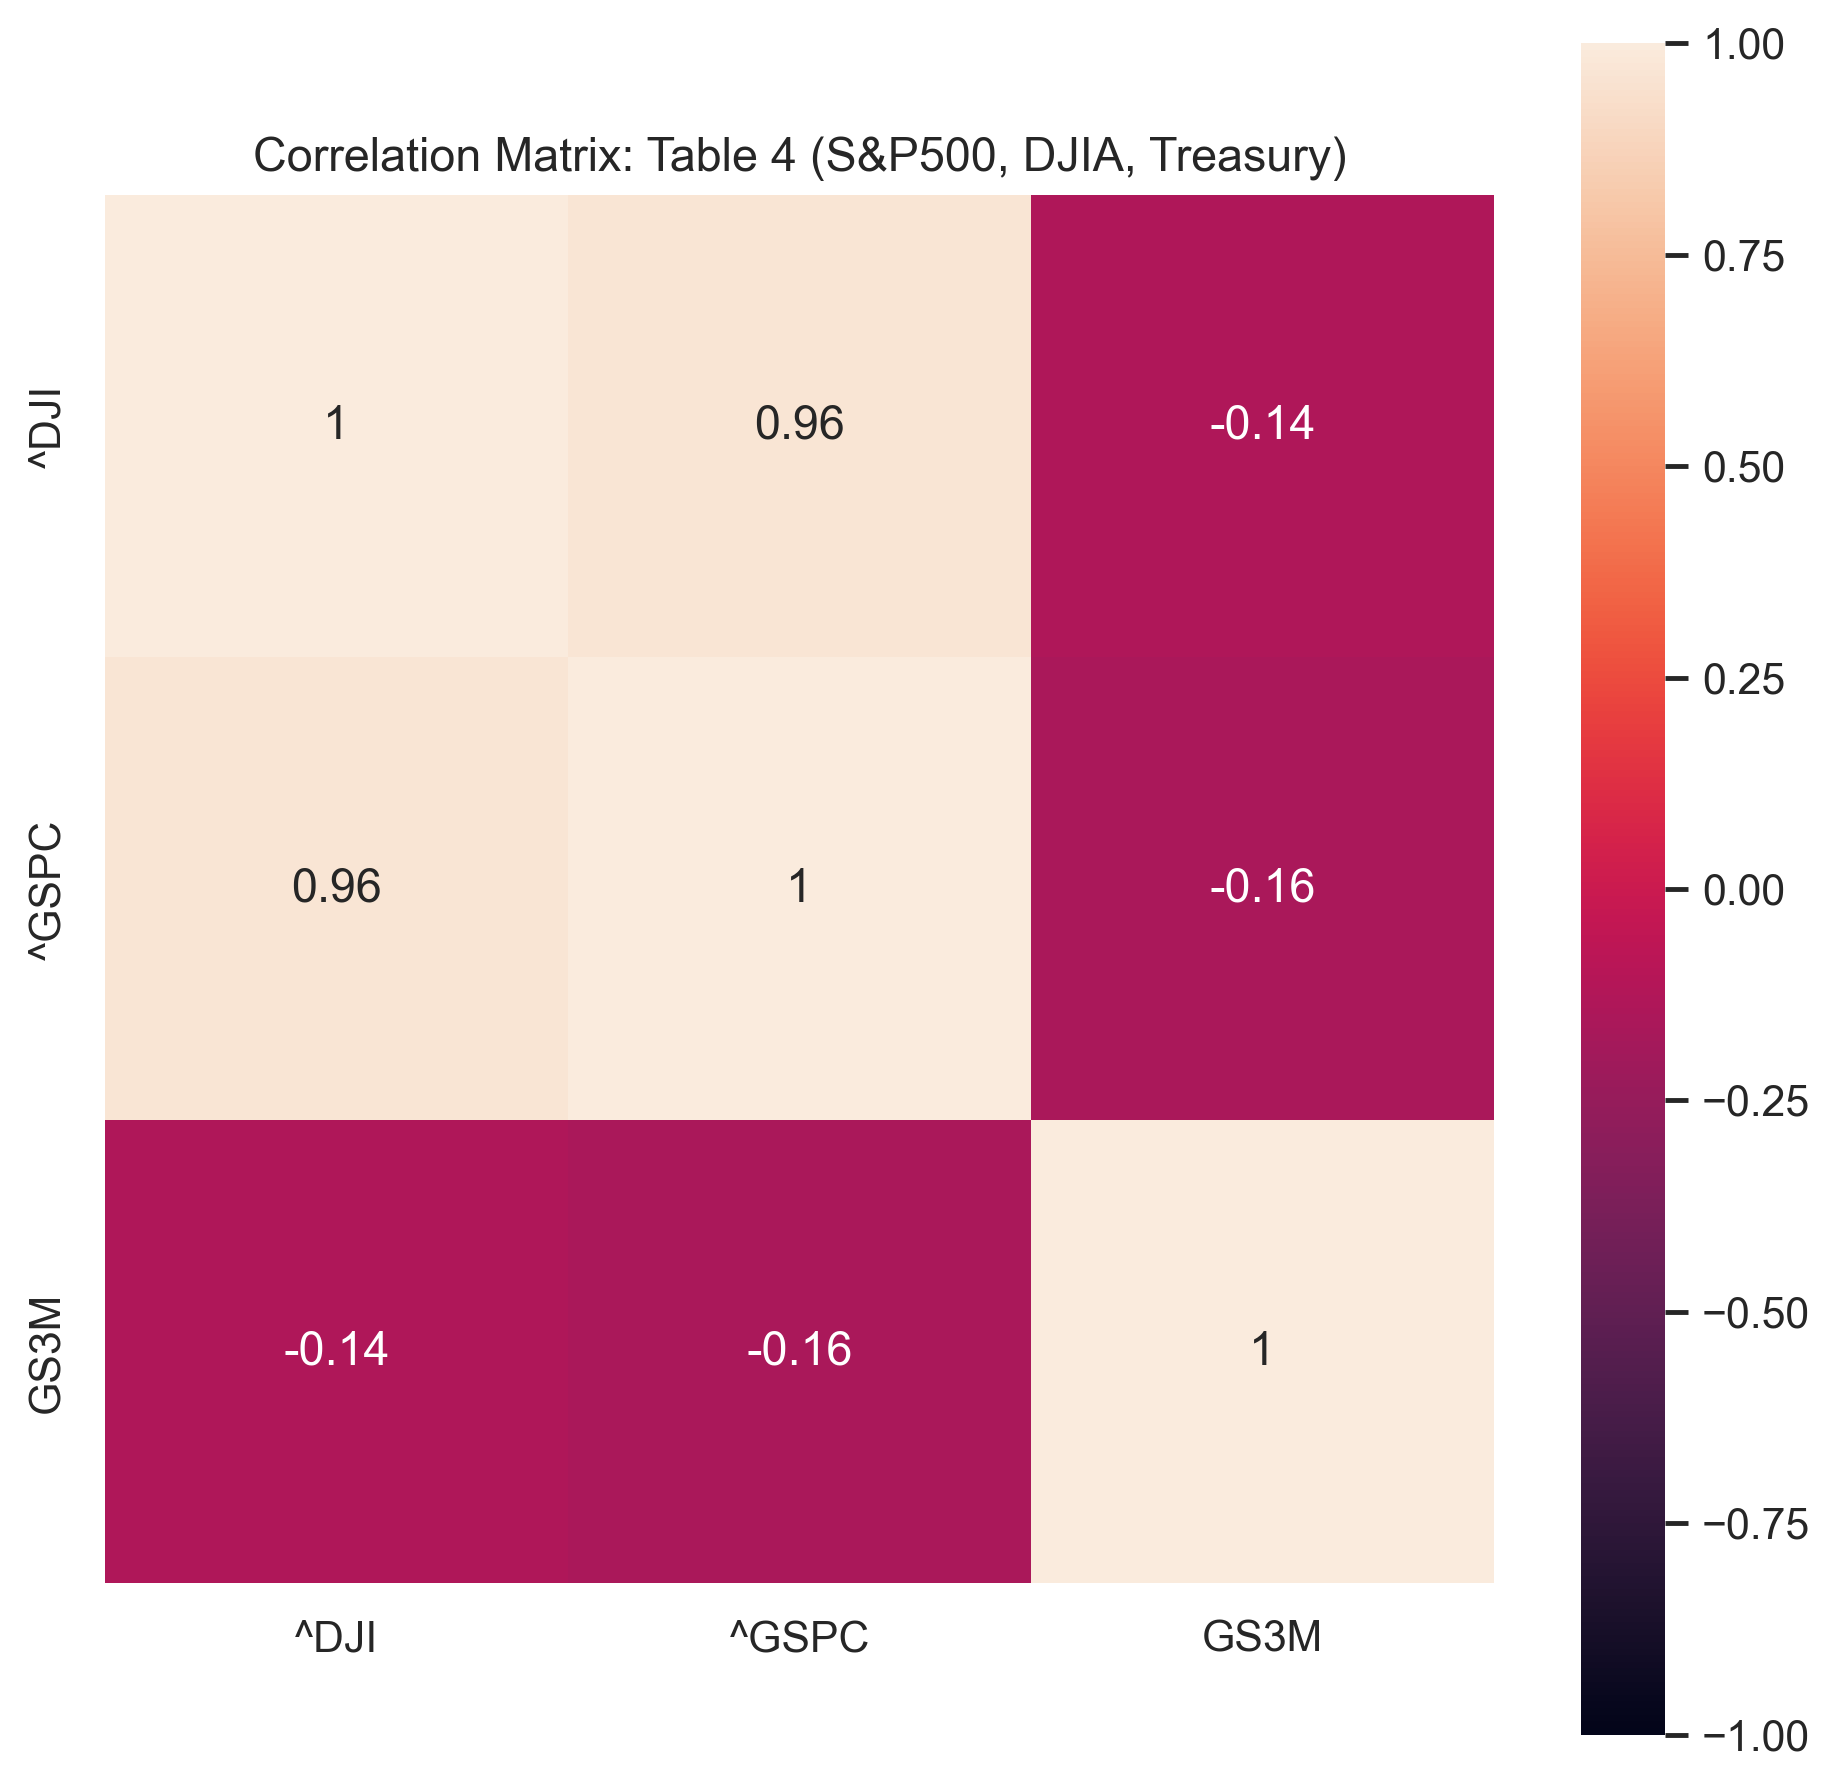 Correlation Matrix: Table 4 (S&P500, DJIA, Treasury)
^DJI
1
0.96
-0.14
^GSPC
0.96
1
-0.16
GS3M
-0.14
-0.16
1
^DJI
^GSPC
GS3M
1.00
0.75
0.50
0.25
0.00
−0.25
−0.50
−0.75
−1.00